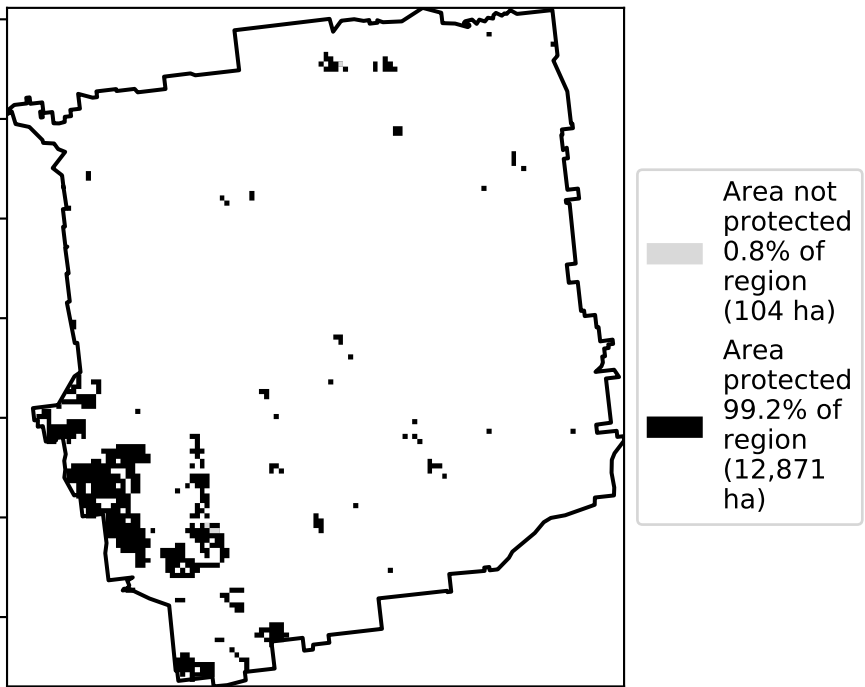 Area not
protected
0.8% of
region
(104 ha)
Area
protected
99.2% of
region
(12,871
ha)